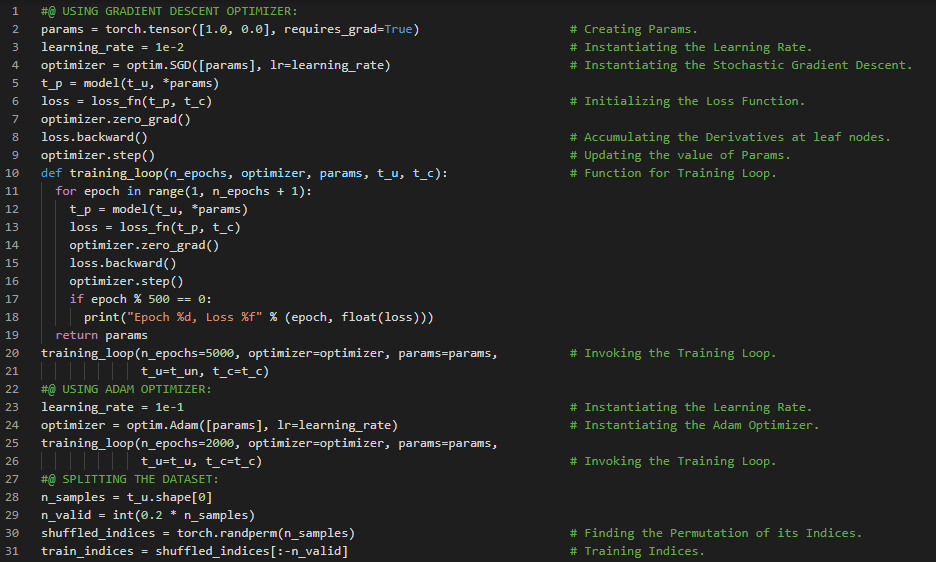 1 #@ USING GRADIENT DESCENT OPTIMIZER:
2 params = torch.tensor([1.0, 0.0], requires_grad=True) # Creating Params.
3 learning_rate = 1e-2 # Instantiating the Learning Rate.
4 optimizer = optim.SGD([params], lr=learning_rate) # Instantiating the Stochastic Gradient Descent.
5 t_p = model(t_u, *params)
6 loss = loss_fn(t_p, t_c) # Initializing the Loss Function.
7 optimizer.zero_grad()
8 loss.backward() # Accumulating the Derivatives at leaf nodes.
9 optimizer.step() # Updating the value of Params.
10 def training_loop(n_epochs, optimizer, params, t_u, t_c): # Function for Training Loop.
11   for epoch in range(1, n_epochs + 1):
12     t_p = model(t_u, *params)
13     loss = loss_fn(t_p, t_c)
14     optimizer.zero_grad()
15     loss.backward()
16     optimizer.step()
17     if epoch % 500 == 0:
18       print("Epoch %d, Loss %f" % (epoch, float(loss)))
19   return params
20 training_loop(n_epochs=5000, optimizer=optimizer, params=params, # Invoking the Training Loop.
21               t_u=t_un, t_c=t_c)
22 #@ USING ADAM OPTIMIZER:
23 learning_rate = 1e-1 # Instantiating the Learning Rate.
24 optimizer = optim.Adam([params], lr=learning_rate) # Instantiating the Adam Optimizer.
25 training_loop(n_epochs=2000, optimizer=optimizer, params=params,
26               t_u=t_u, t_c=t_c) # Invoking the Training Loop.
27 #@ SPLITTING THE DATASET:
28 n_samples = t_u.shape[0]
29 n_valid = int(0.2 * n_samples)
30 shuffled_indices = torch.randperm(n_samples) # Finding the Permutation of its Indices.
31 train_indices = shuffled_indices[:-n_valid] # Training Indices.